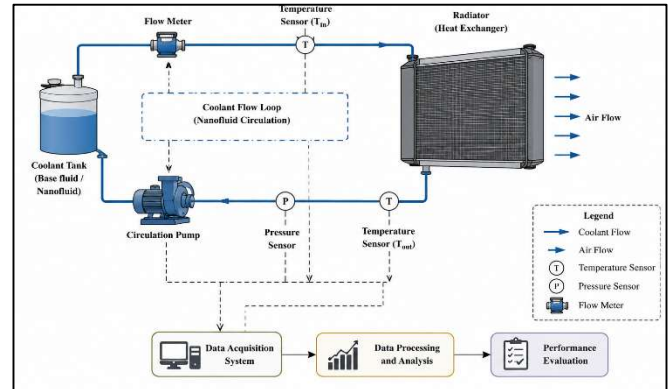 Flow Meter
Temperature
Sensor (Tin)
T
Radiator
(Heat Exchanger)
Coolant Flow Loop
(Nanofluid Circulation)
Air Flow
Coolant Tank
(Base fluid /
Nanofluid)
Circulation Pump
P
Pressure
Sensor
T
Temperature
Sensor (Tout)
Legend
Coolant Flow
Air Flow
T Temperature Sensor
P Pressure Sensor
Flow Meter
Data Acquisition
System
Data Processing
and Analysis
Performance
Evaluation